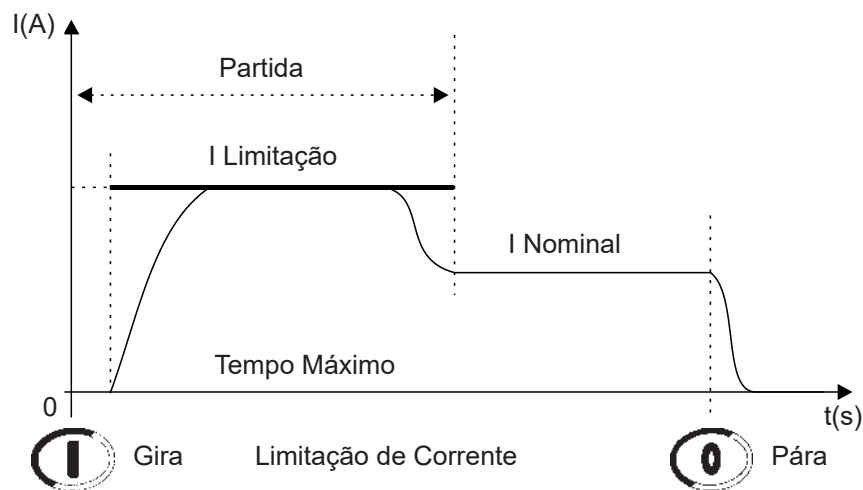 I(A)
Partida
I Limitação
I Nominal
Tempo Máximo
0
t(s)
I Gira
Limitação de Corrente
0 Pára